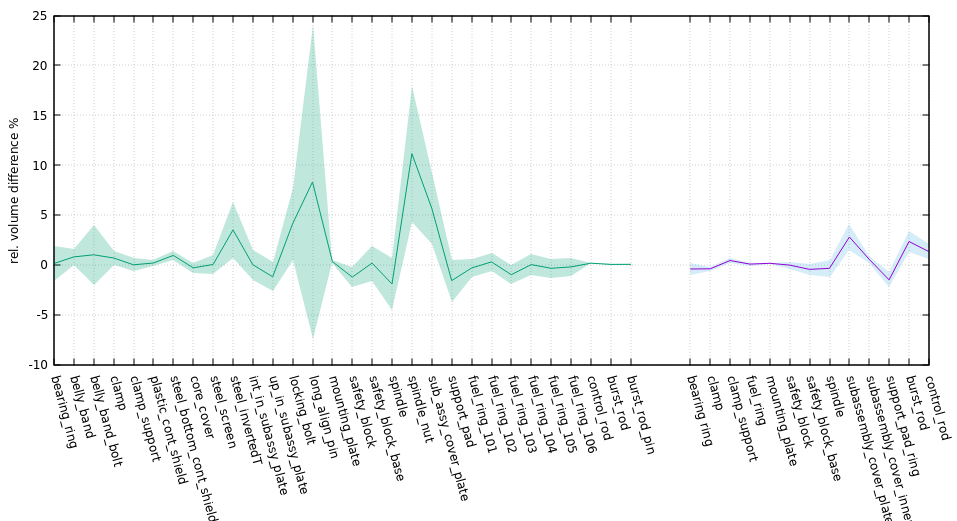 25
20
15
10
5
0
-5
-10
rel. volume difference %
bearing_ring
belly_band
belly_band_bolt
clamp
clamp_support
plastic_cont_shield
steel_bottom_cont_shield
core_cover
steel_screen
steel_invertedT
int_in_subassy_plate
up_in_subassy_plate
locking_bolt
long_align_pin
mounting_plate
safety_block
safety_block_base
spindle
spindle_nut
sub_assy_cover_plate
support_pad
fuel_ring_101
fuel_ring_102
fuel_ring_103
fuel_ring_104
fuel_ring_105
fuel_ring_106
control_rod
burst_rod
burst_rod_pin
bearing ring
clamp
clamp_support
fuel_ring
mounting_plate
safety_block
safety_block_base
spindle
subassembly_cover_plate
subassembly_cover_inner
support_pad_ring
burst_rod
control_rod